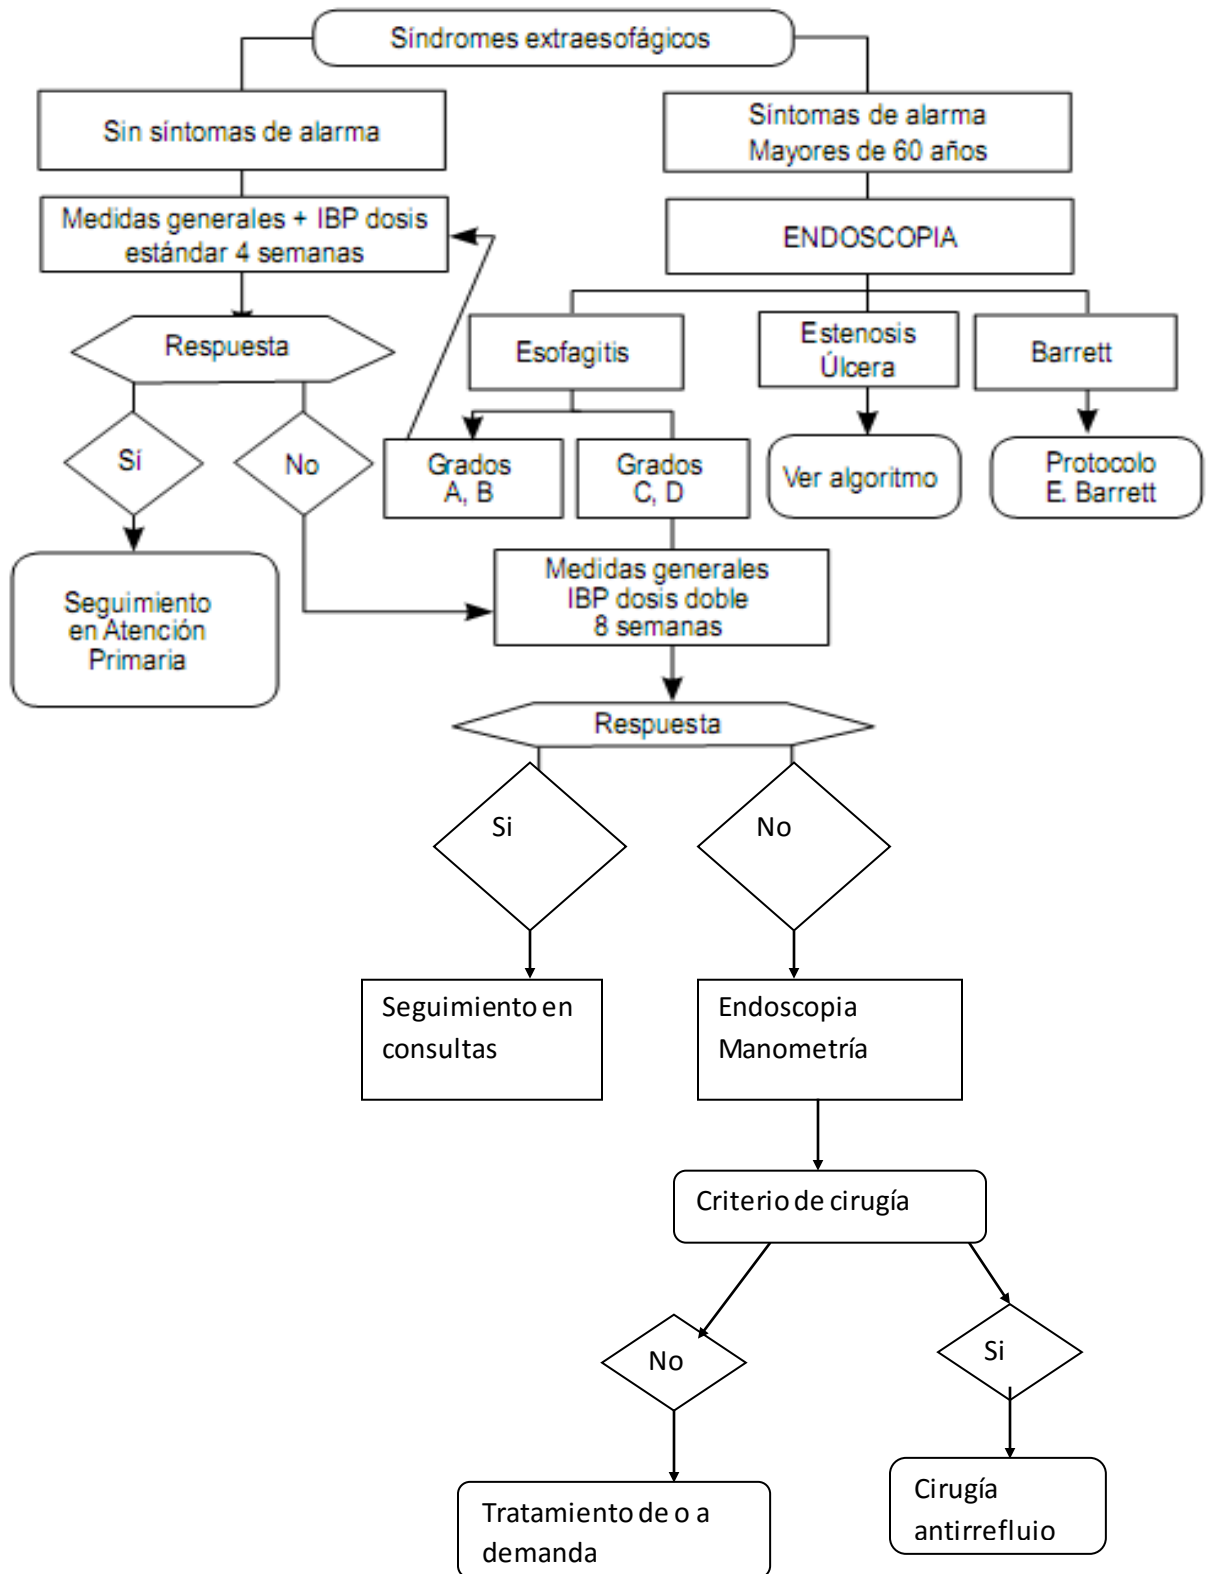 Síndromes extraesofágicos
Sin síntomas de alarma
Síntomas de alarma
Mayores de 60 años
Medidas generales + IBP dosis
estándar 4 semanas
ENDOSCOPIA
Respuesta
Esofagitis
Estenosis
Úlcera
Barrett
Sí
No
Grados
A, B
Grados
C, D
Ver algoritmo
Protocolo
E. Barrett
Seguimiento
en Atención
Primaria
Medidas generales
IBP dosis doble
8 semanas
Respuesta
Si
No
Seguimiento en
consultas
Endoscopia
Manometría
Criterio de cirugía
No
Si
Tratamiento de o a
demanda
Cirugía
antirrefluio